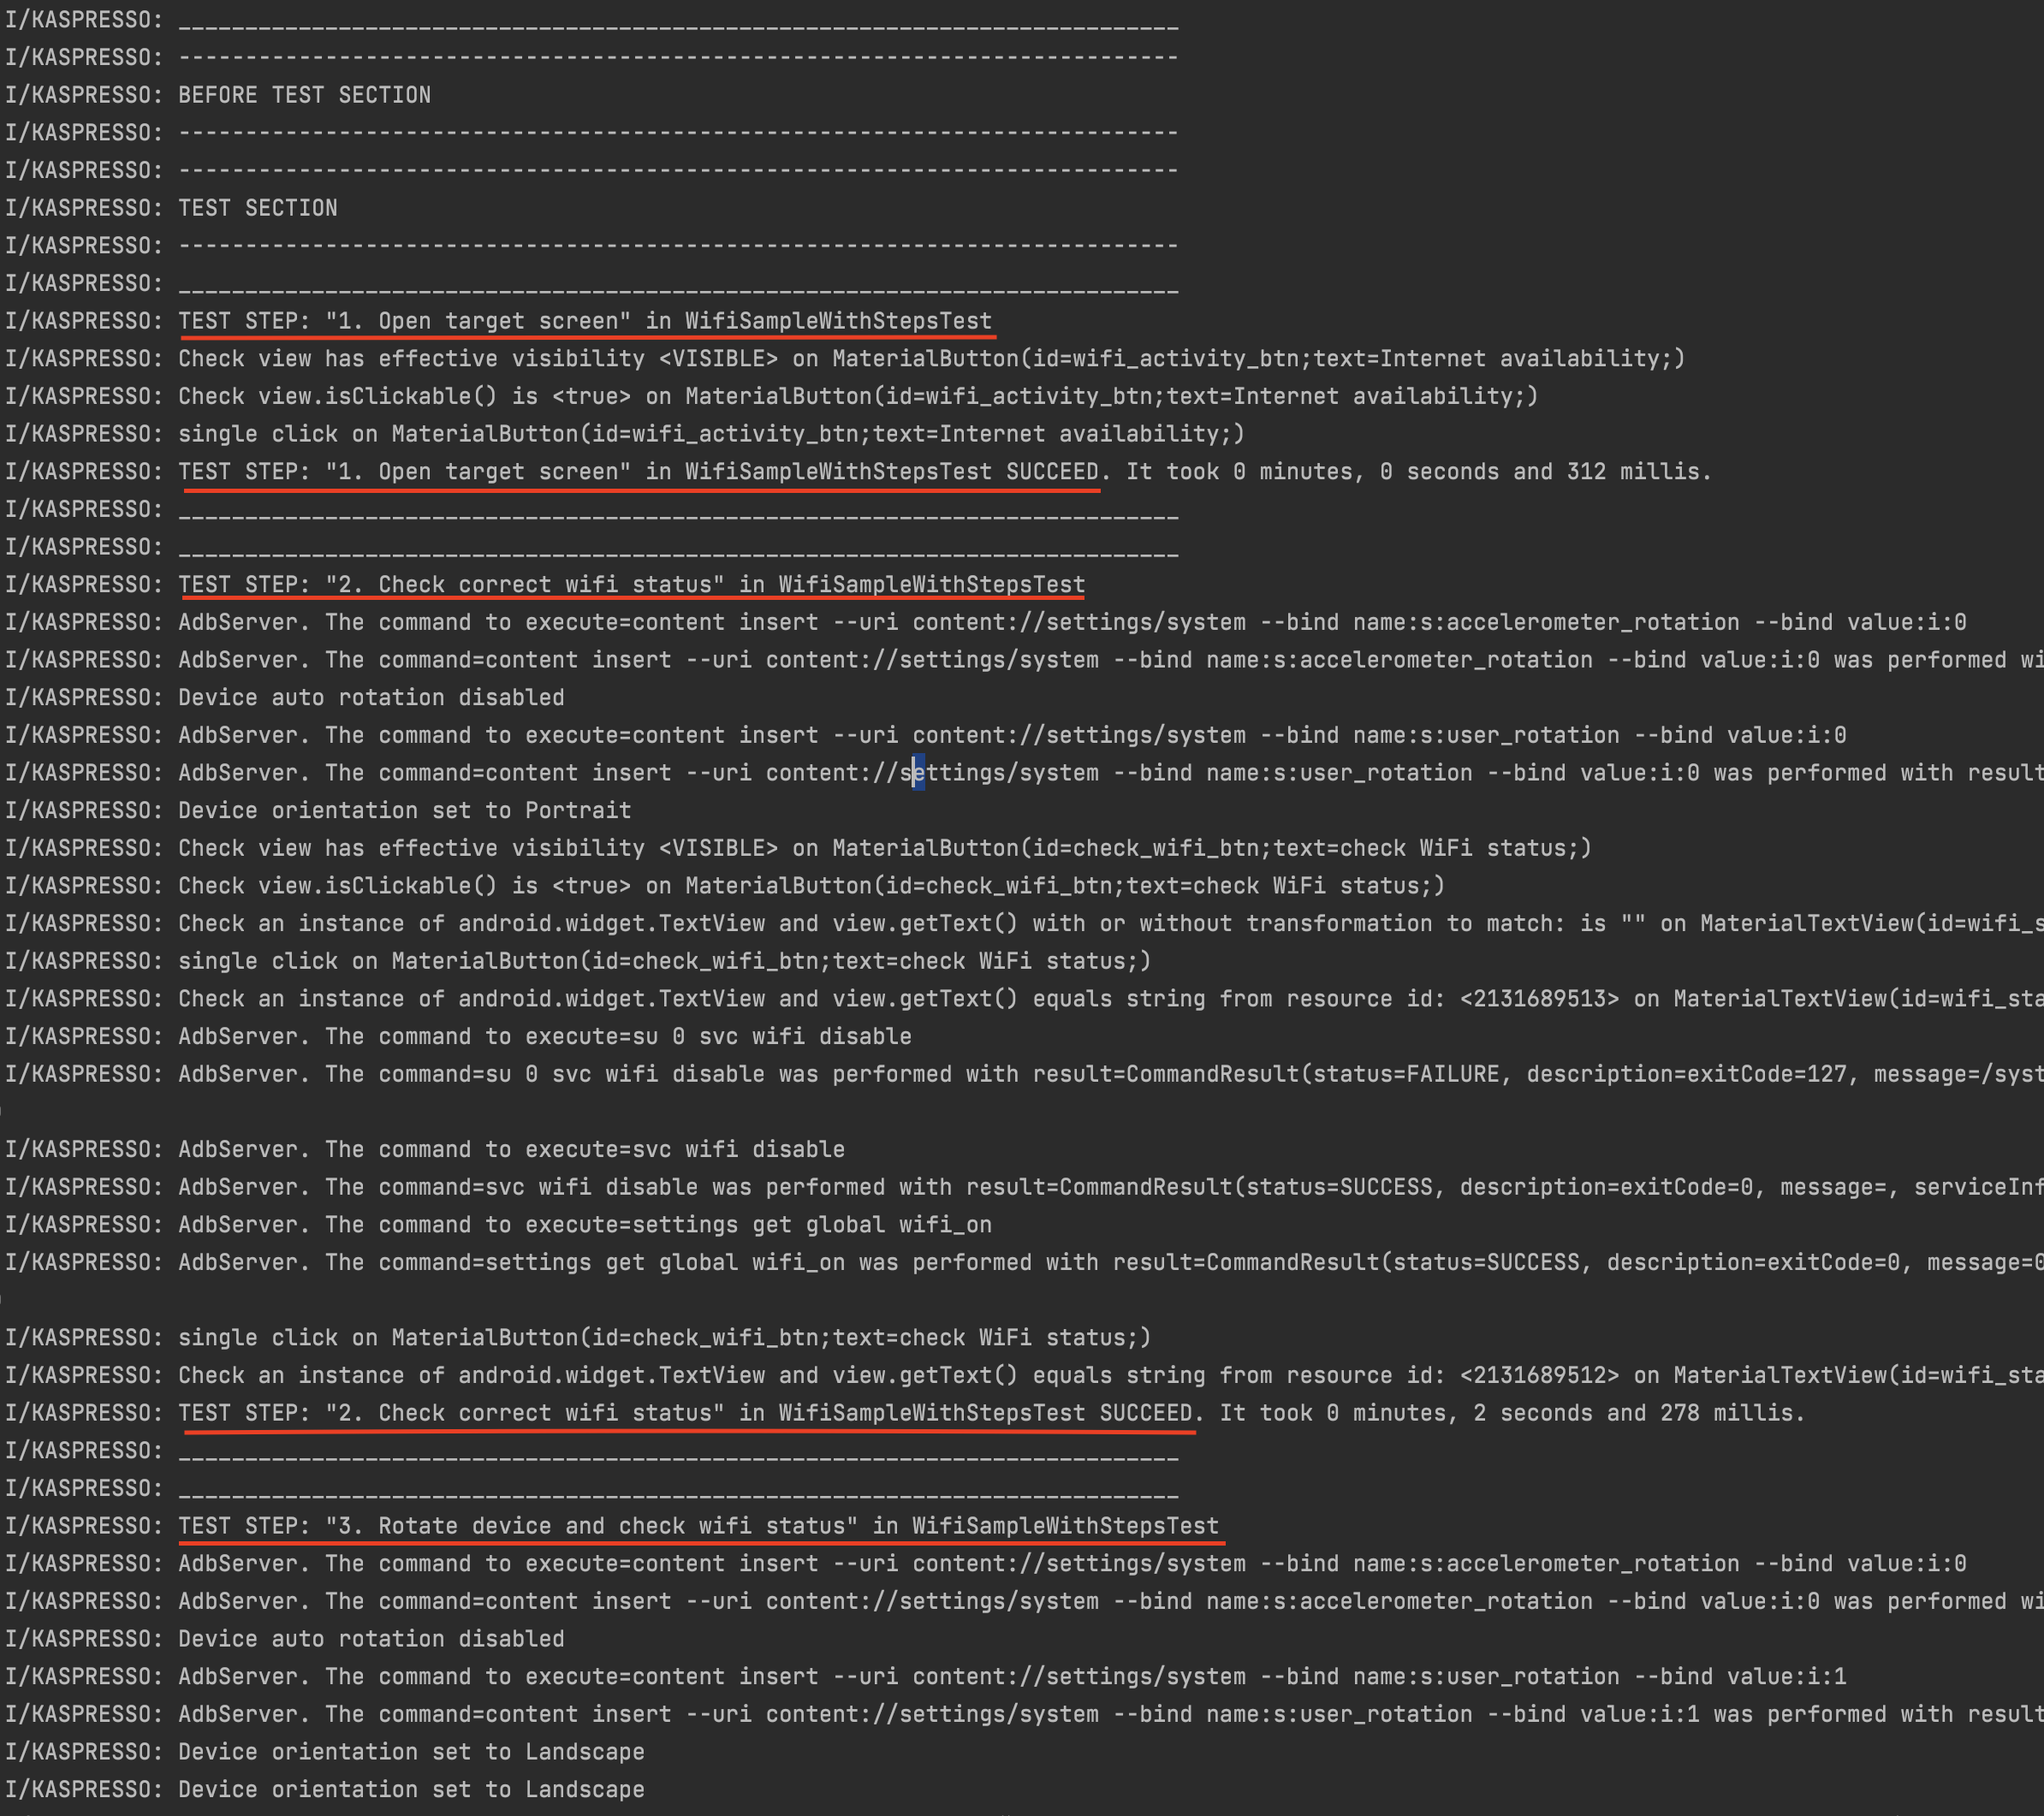 I/KASPRESSO: ___________________________________________________________________________
I/KASPRESSO: ---------------------------------------------------------------------------
I/KASPRESSO: BEFORE TEST SECTION
I/KASPRESSO: ---------------------------------------------------------------------------
I/KASPRESSO: ---------------------------------------------------------------------------
I/KASPRESSO: TEST SECTION
I/KASPRESSO: ---------------------------------------------------------------------------
I/KASPRESSO: ___________________________________________________________________________
I/KASPRESSO: TEST STEP: "1. Open target screen" in WifiSampleWithStepsTest
I/KASPRESSO: Check view has effective visibility <VISIBLE> on MaterialButton(id=wifi_activity_btn;text=Internet availability;)
I/KASPRESSO: Check view.isClickable() is <true> on MaterialButton(id=wifi_activity_btn;text=Internet availability;)
I/KASPRESSO: single click on MaterialButton(id=wifi_activity_btn;text=Internet availability;)
I/KASPRESSO: TEST STEP: "1. Open target screen" in WifiSampleWithStepsTest SUCCEED. It took 0 minutes, 0 seconds and 312 millis.
I/KASPRESSO: ___________________________________________________________________________
I/KASPRESSO: ___________________________________________________________________________
I/KASPRESSO: TEST STEP: "2. Check correct wifi status" in WifiSampleWithStepsTest
I/KASPRESSO: AdbServer. The command to execute=content insert --uri content://settings/system --bind name:s:accelerometer_rotation --bind value:i:0
I/KASPRESSO: AdbServer. The command=content insert --uri content://settings/system --bind name:s:accelerometer_rotation --bind value:i:0 was performed wi
I/KASPRESSO: Device auto rotation disabled
I/KASPRESSO: AdbServer. The command to execute=content insert --uri content://settings/system --bind name:s:user_rotation --bind value:i:0
I/KASPRESSO: AdbServer. The command=content insert --uri content://settings/system --bind name:s:user_rotation --bind value:i:0 was performed with result
I/KASPRESSO: Device orientation set to Portrait
I/KASPRESSO: Check view has effective visibility <VISIBLE> on MaterialButton(id=check_wifi_btn;text=check WiFi status;)
I/KASPRESSO: Check view.isClickable() is <true> on MaterialButton(id=check_wifi_btn;text=check WiFi status;)
I/KASPRESSO: Check an instance of android.widget.TextView and view.getText() with or without transformation to match: is "" on MaterialTextView(id=wifi_s
I/KASPRESSO: single click on MaterialButton(id=check_wifi_btn;text=check WiFi status;)
I/KASPRESSO: Check an instance of android.widget.TextView and view.getText() equals string from resource id: <2131689513> on MaterialTextView(id=wifi_sta
I/KASPRESSO: AdbServer. The command to execute=su 0 svc wifi disable
I/KASPRESSO: AdbServer. The command=su 0 svc wifi disable was performed with result=CommandResult(status=FAILURE, description=exitCode=127, message=/syst
)
I/KASPRESSO: AdbServer. The command to execute=svc wifi disable
I/KASPRESSO: AdbServer. The command=svc wifi disable was performed with result=CommandResult(status=SUCCESS, description=exitCode=0, message=, serviceInf
I/KASPRESSO: AdbServer. The command to execute=settings get global wifi_on
I/KASPRESSO: AdbServer. The command=settings get global wifi_on was performed with result=CommandResult(status=SUCCESS, description=exitCode=0, message=0
)
I/KASPRESSO: single click on MaterialButton(id=check_wifi_btn;text=check WiFi status;)
I/KASPRESSO: Check an instance of android.widget.TextView and view.getText() equals string from resource id: <2131689512> on MaterialTextView(id=wifi_sta
I/KASPRESSO: TEST STEP: "2. Check correct wifi status" in WifiSampleWithStepsTest SUCCEED. It took 0 minutes, 2 seconds and 278 millis.
I/KASPRESSO: ___________________________________________________________________________
I/KASPRESSO: ___________________________________________________________________________
I/KASPRESSO: TEST STEP: "3. Rotate device and check wifi status" in WifiSampleWithStepsTest
I/KASPRESSO: AdbServer. The command to execute=content insert --uri content://settings/system --bind name:s:accelerometer_rotation --bind value:i:0
I/KASPRESSO: AdbServer. The command=content insert --uri content://settings/system --bind name:s:accelerometer_rotation --bind value:i:0 was performed wi
I/KASPRESSO: Device auto rotation disabled
I/KASPRESSO: AdbServer. The command to execute=content insert --uri content://settings/system --bind name:s:user_rotation --bind value:i:1
I/KASPRESSO: AdbServer. The command=content insert --uri content://settings/system --bind name:s:user_rotation --bind value:i:1 was performed with result
I/KASPRESSO: Device orientation set to Landscape
I/KASPRESSO: Device orientation set to Landscape